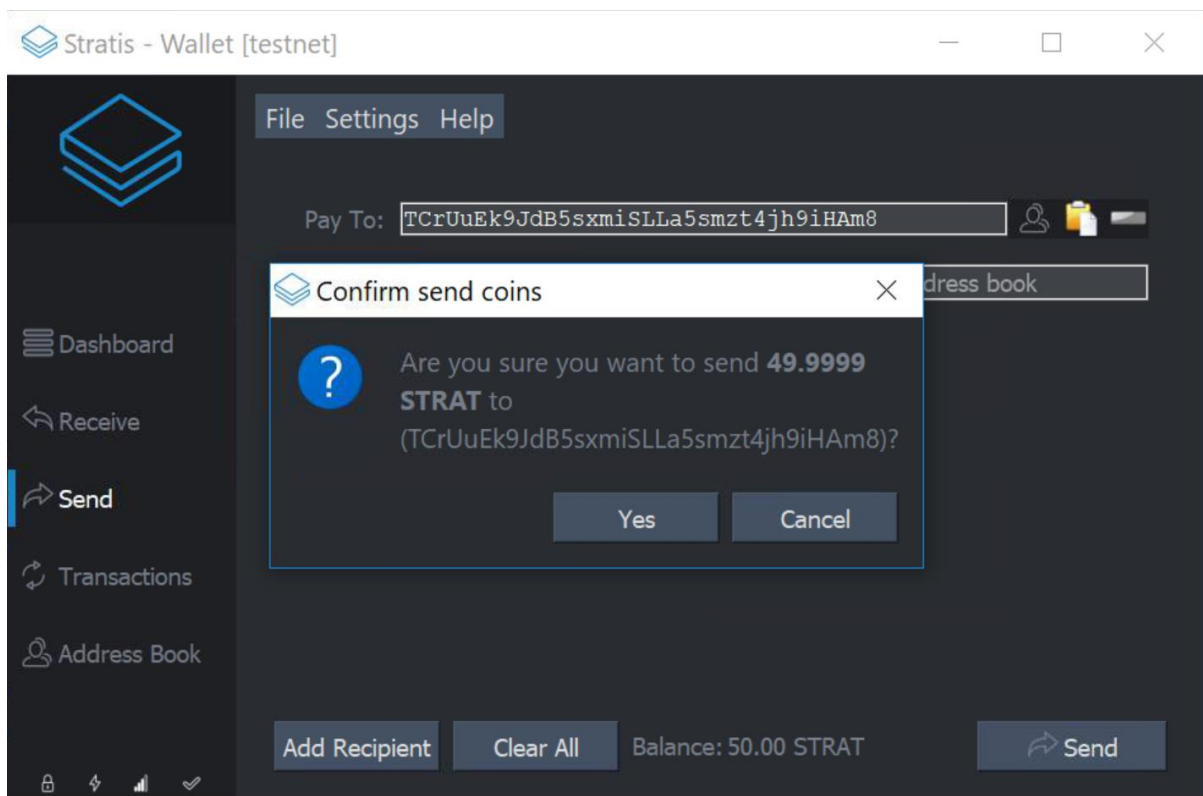 Stratis - Wallet [testnet]
File Settings Help
Pay To: TCrUuEk9JdB5sxmiSLLa5smzt4jh9iHAm8
dress book
Confirm send coins
Are you sure you want to send 49.9999
STRAT to
(TCrUuEk9JdB5sxmiSLLa5smzt4jh9iHAm8)?
Yes Cancel
Dashboard
Receive
Send
Transactions
Address Book
Add Recipient Clear All Balance: 50.00 STRAT Send